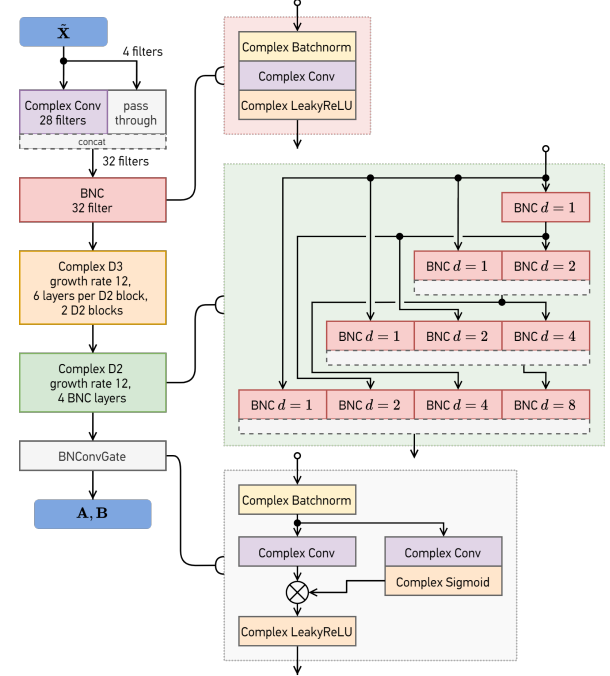 X̃
4 filters
Complex Conv
28 filters
pass
through
concat
32 filters
BNC
32 filter
Complex D3
growth rate 12,
6 layers per D2 block,
2 D2 blocks
Complex D2
growth rate 12,
4 BNC layers
BNConvGate
A, B
Complex Batchnorm
Complex Conv
Complex LeakyReLU
BNC d = 1
BNC d = 1
BNC d = 2
BNC d = 1
BNC d = 2
BNC d = 4
BNC d = 1
BNC d = 2
BNC d = 4
BNC d = 8
Complex Batchnorm
Complex Conv
Complex Conv
Complex Sigmoid
Complex LeakyReLU